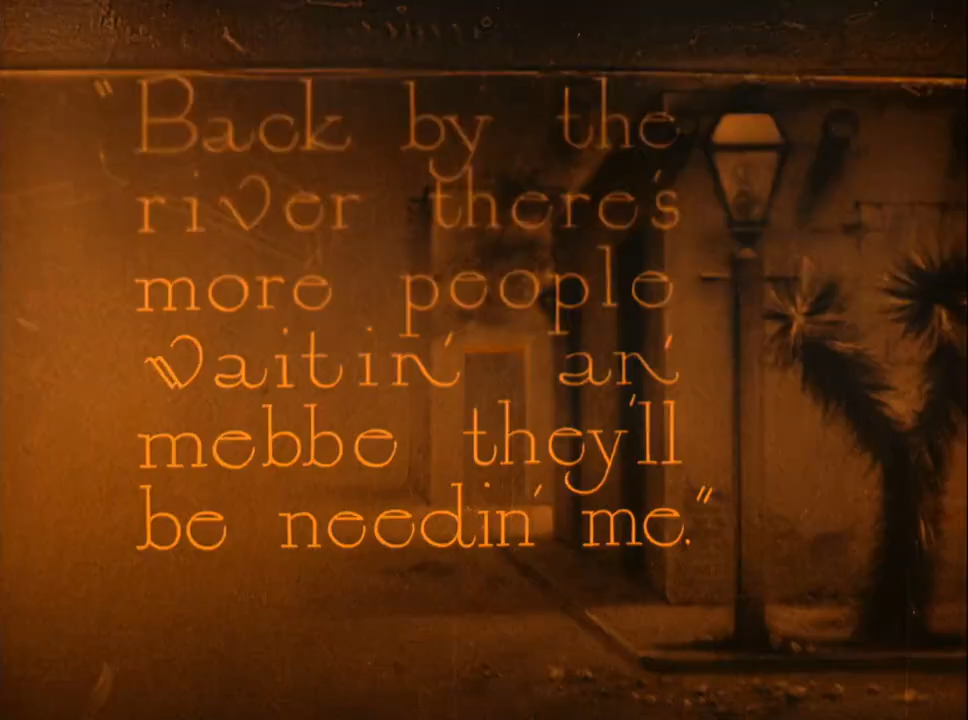 "Back by the
river there's
more people
waitin' an'
mebbe they'll
be needin' me."